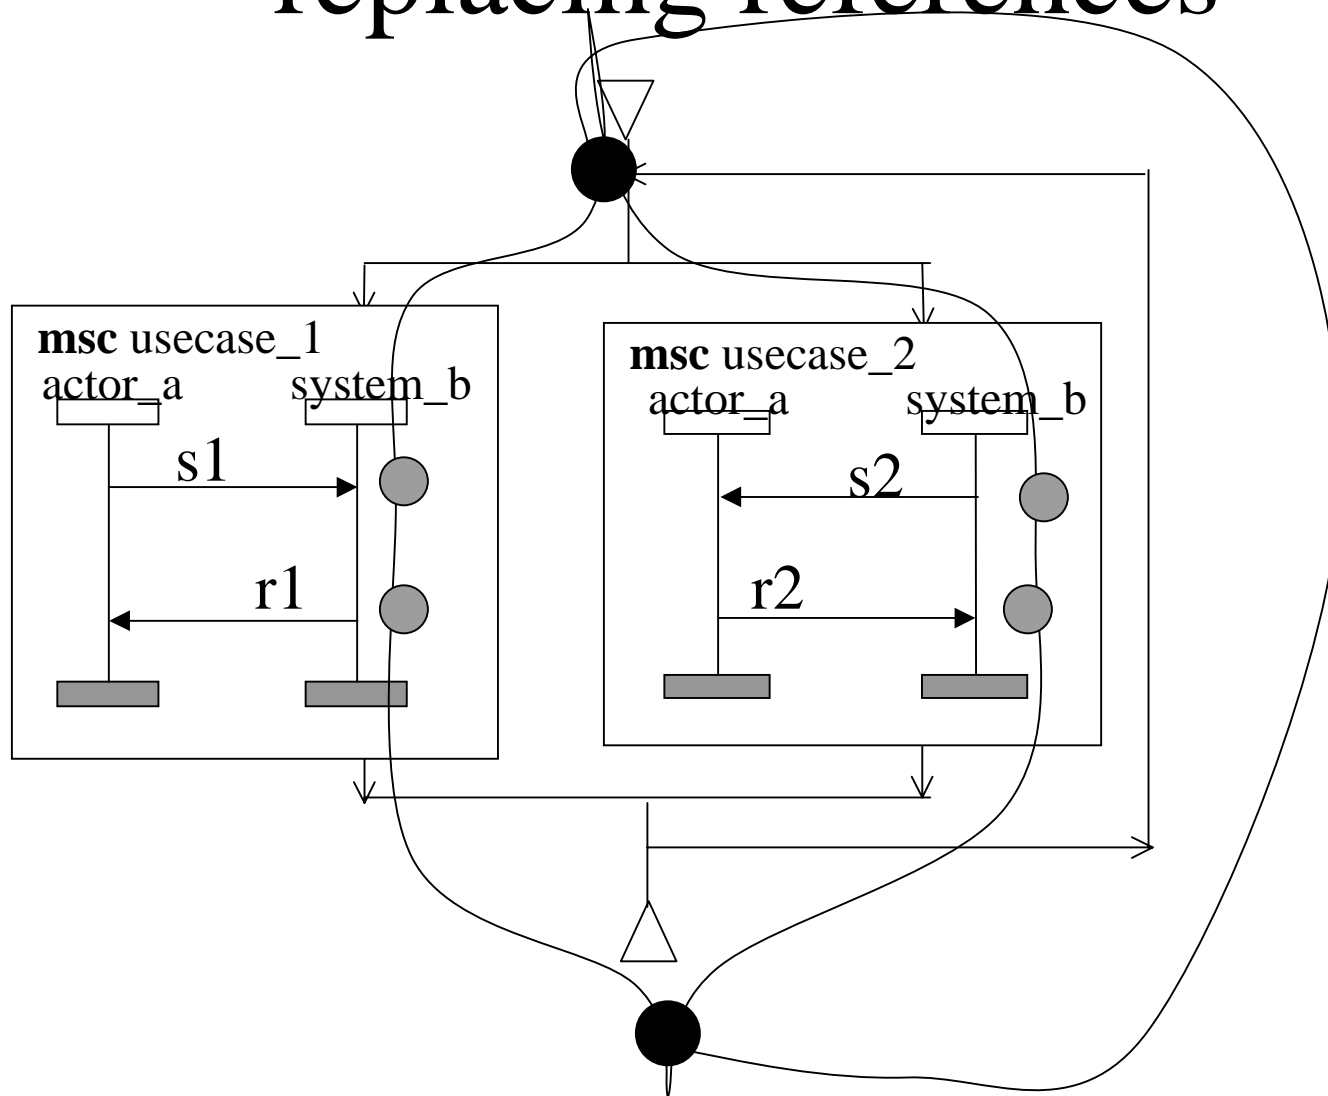 replacing references
msc usecase_1
actor_a system_b
s1
r1
msc usecase_2
actor_a system_b
s2
r2